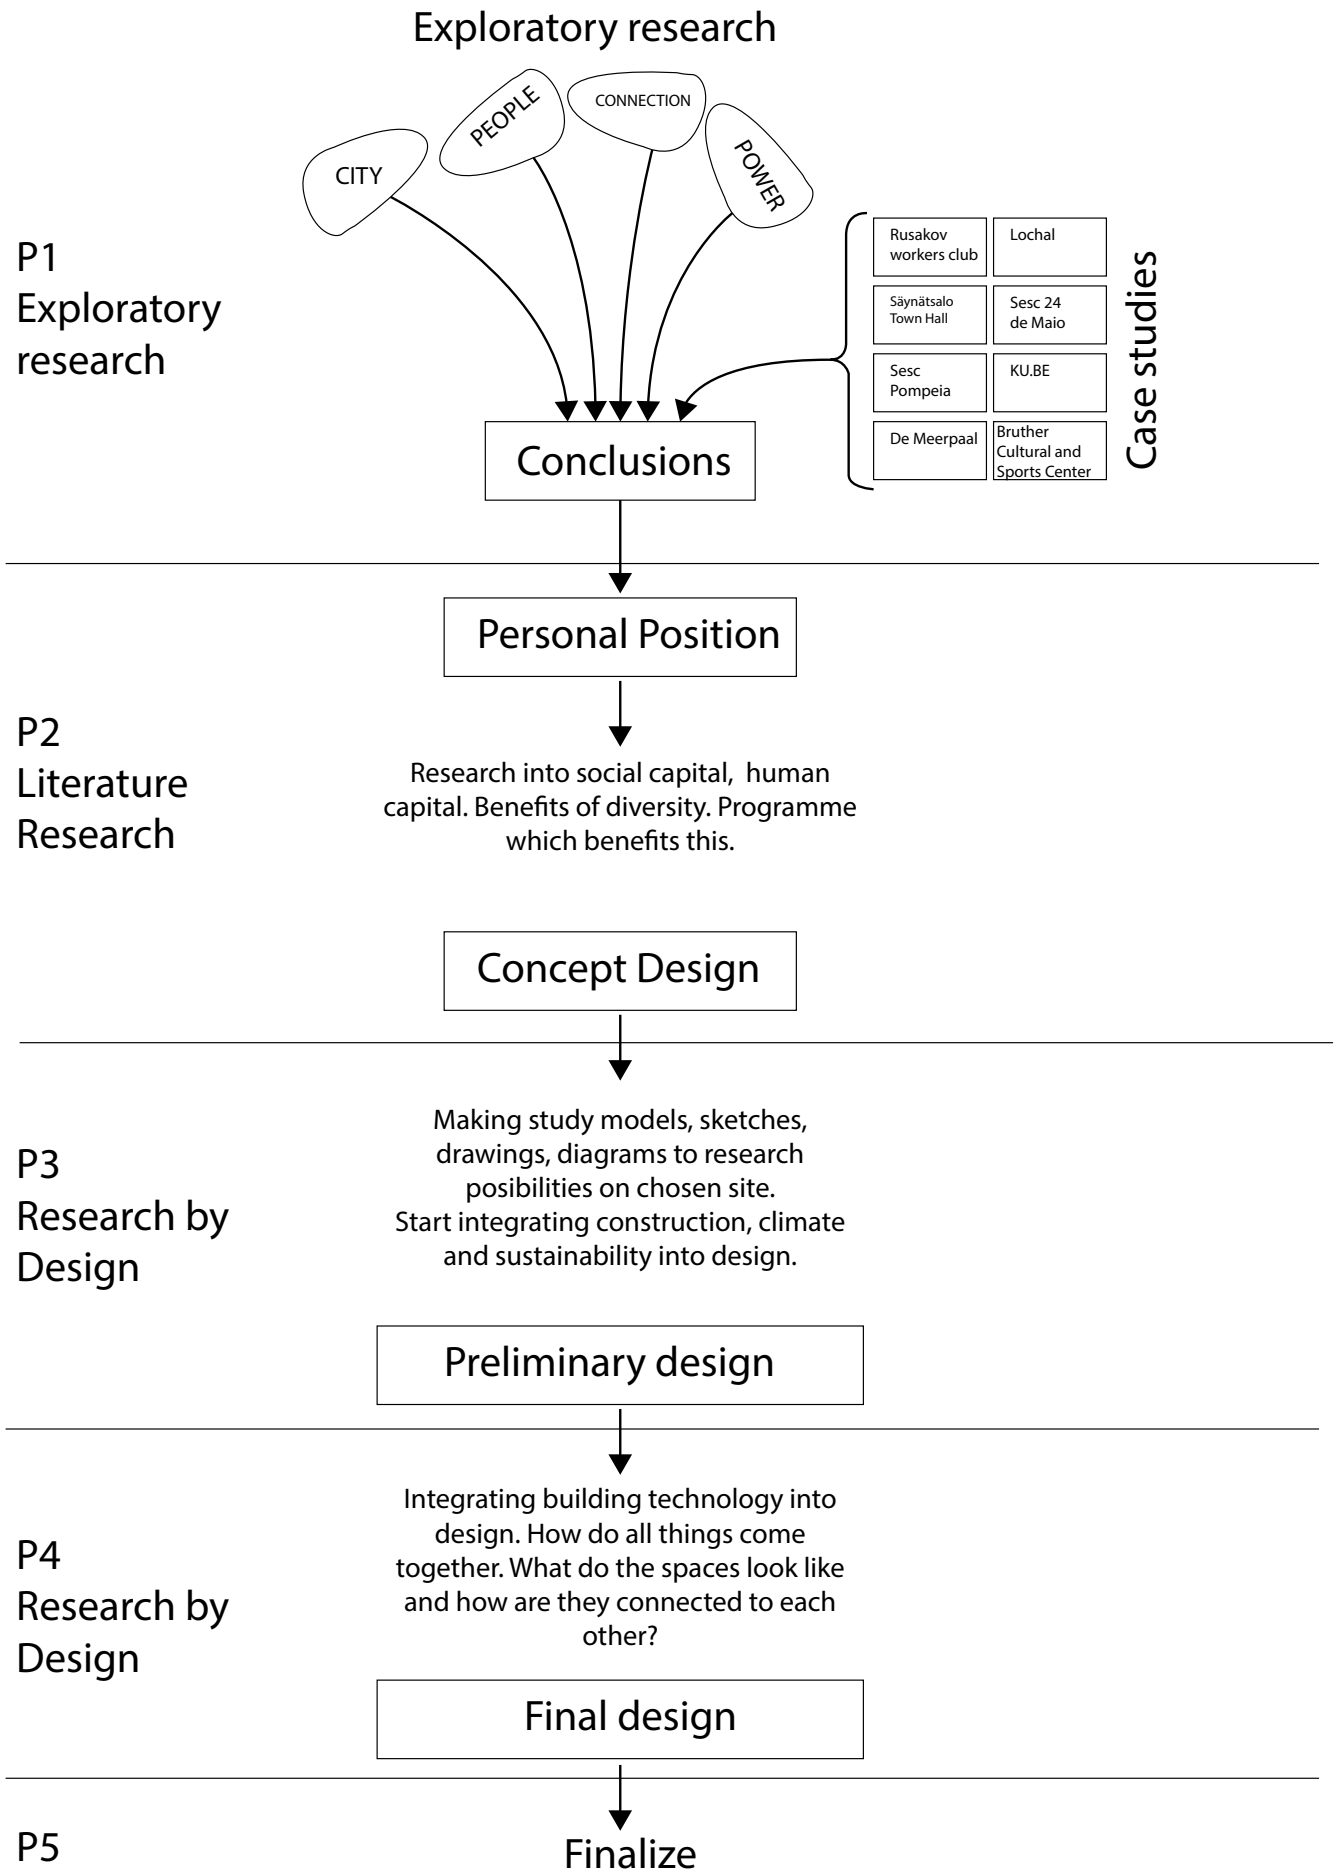 Exploratory research
CITY
PEOPLE
CONNECTION
POWER
P1
Exploratory
research
Rusakov
workers club
Lochal
Säynätsalo
Town Hall
Sesc 24
de Maio
Sesc
Pompeia
KU.BE
De Meerpaal
Bruther
Cultural and
Sports Center
Case studies
Conclusions
Personal Position
P2
Literature
Research
Research into social capital,  human
capital. Benefits of diversity. Programme
which benefits this.
Concept Design
P3
Research by
Design
Making study models, sketches,
drawings, diagrams to research
posibilities on chosen site.
Start integrating construction, climate
and sustainability into design.
Preliminary design
P4
Research by
Design
Integrating building technology into
design. How do all things come
together. What do the spaces look like
and how are they connected to each
other?
Final design
P5
Finalize